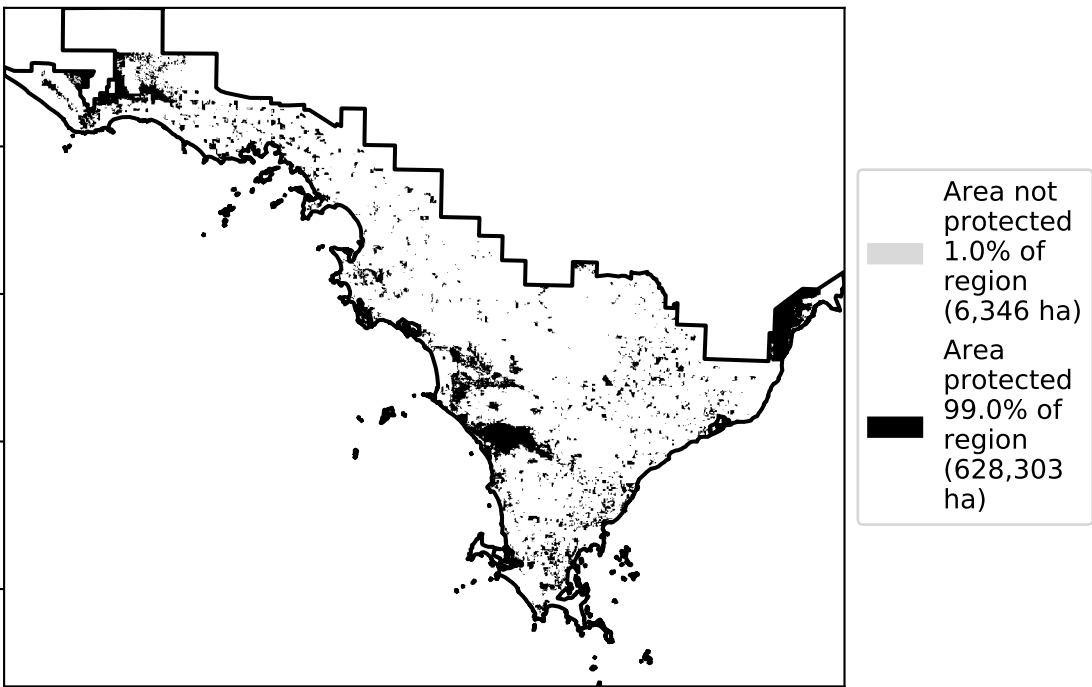 Area not
protected
1.0% of
region
(6,346 ha)
Area
protected
99.0% of
region
(628,303
ha)